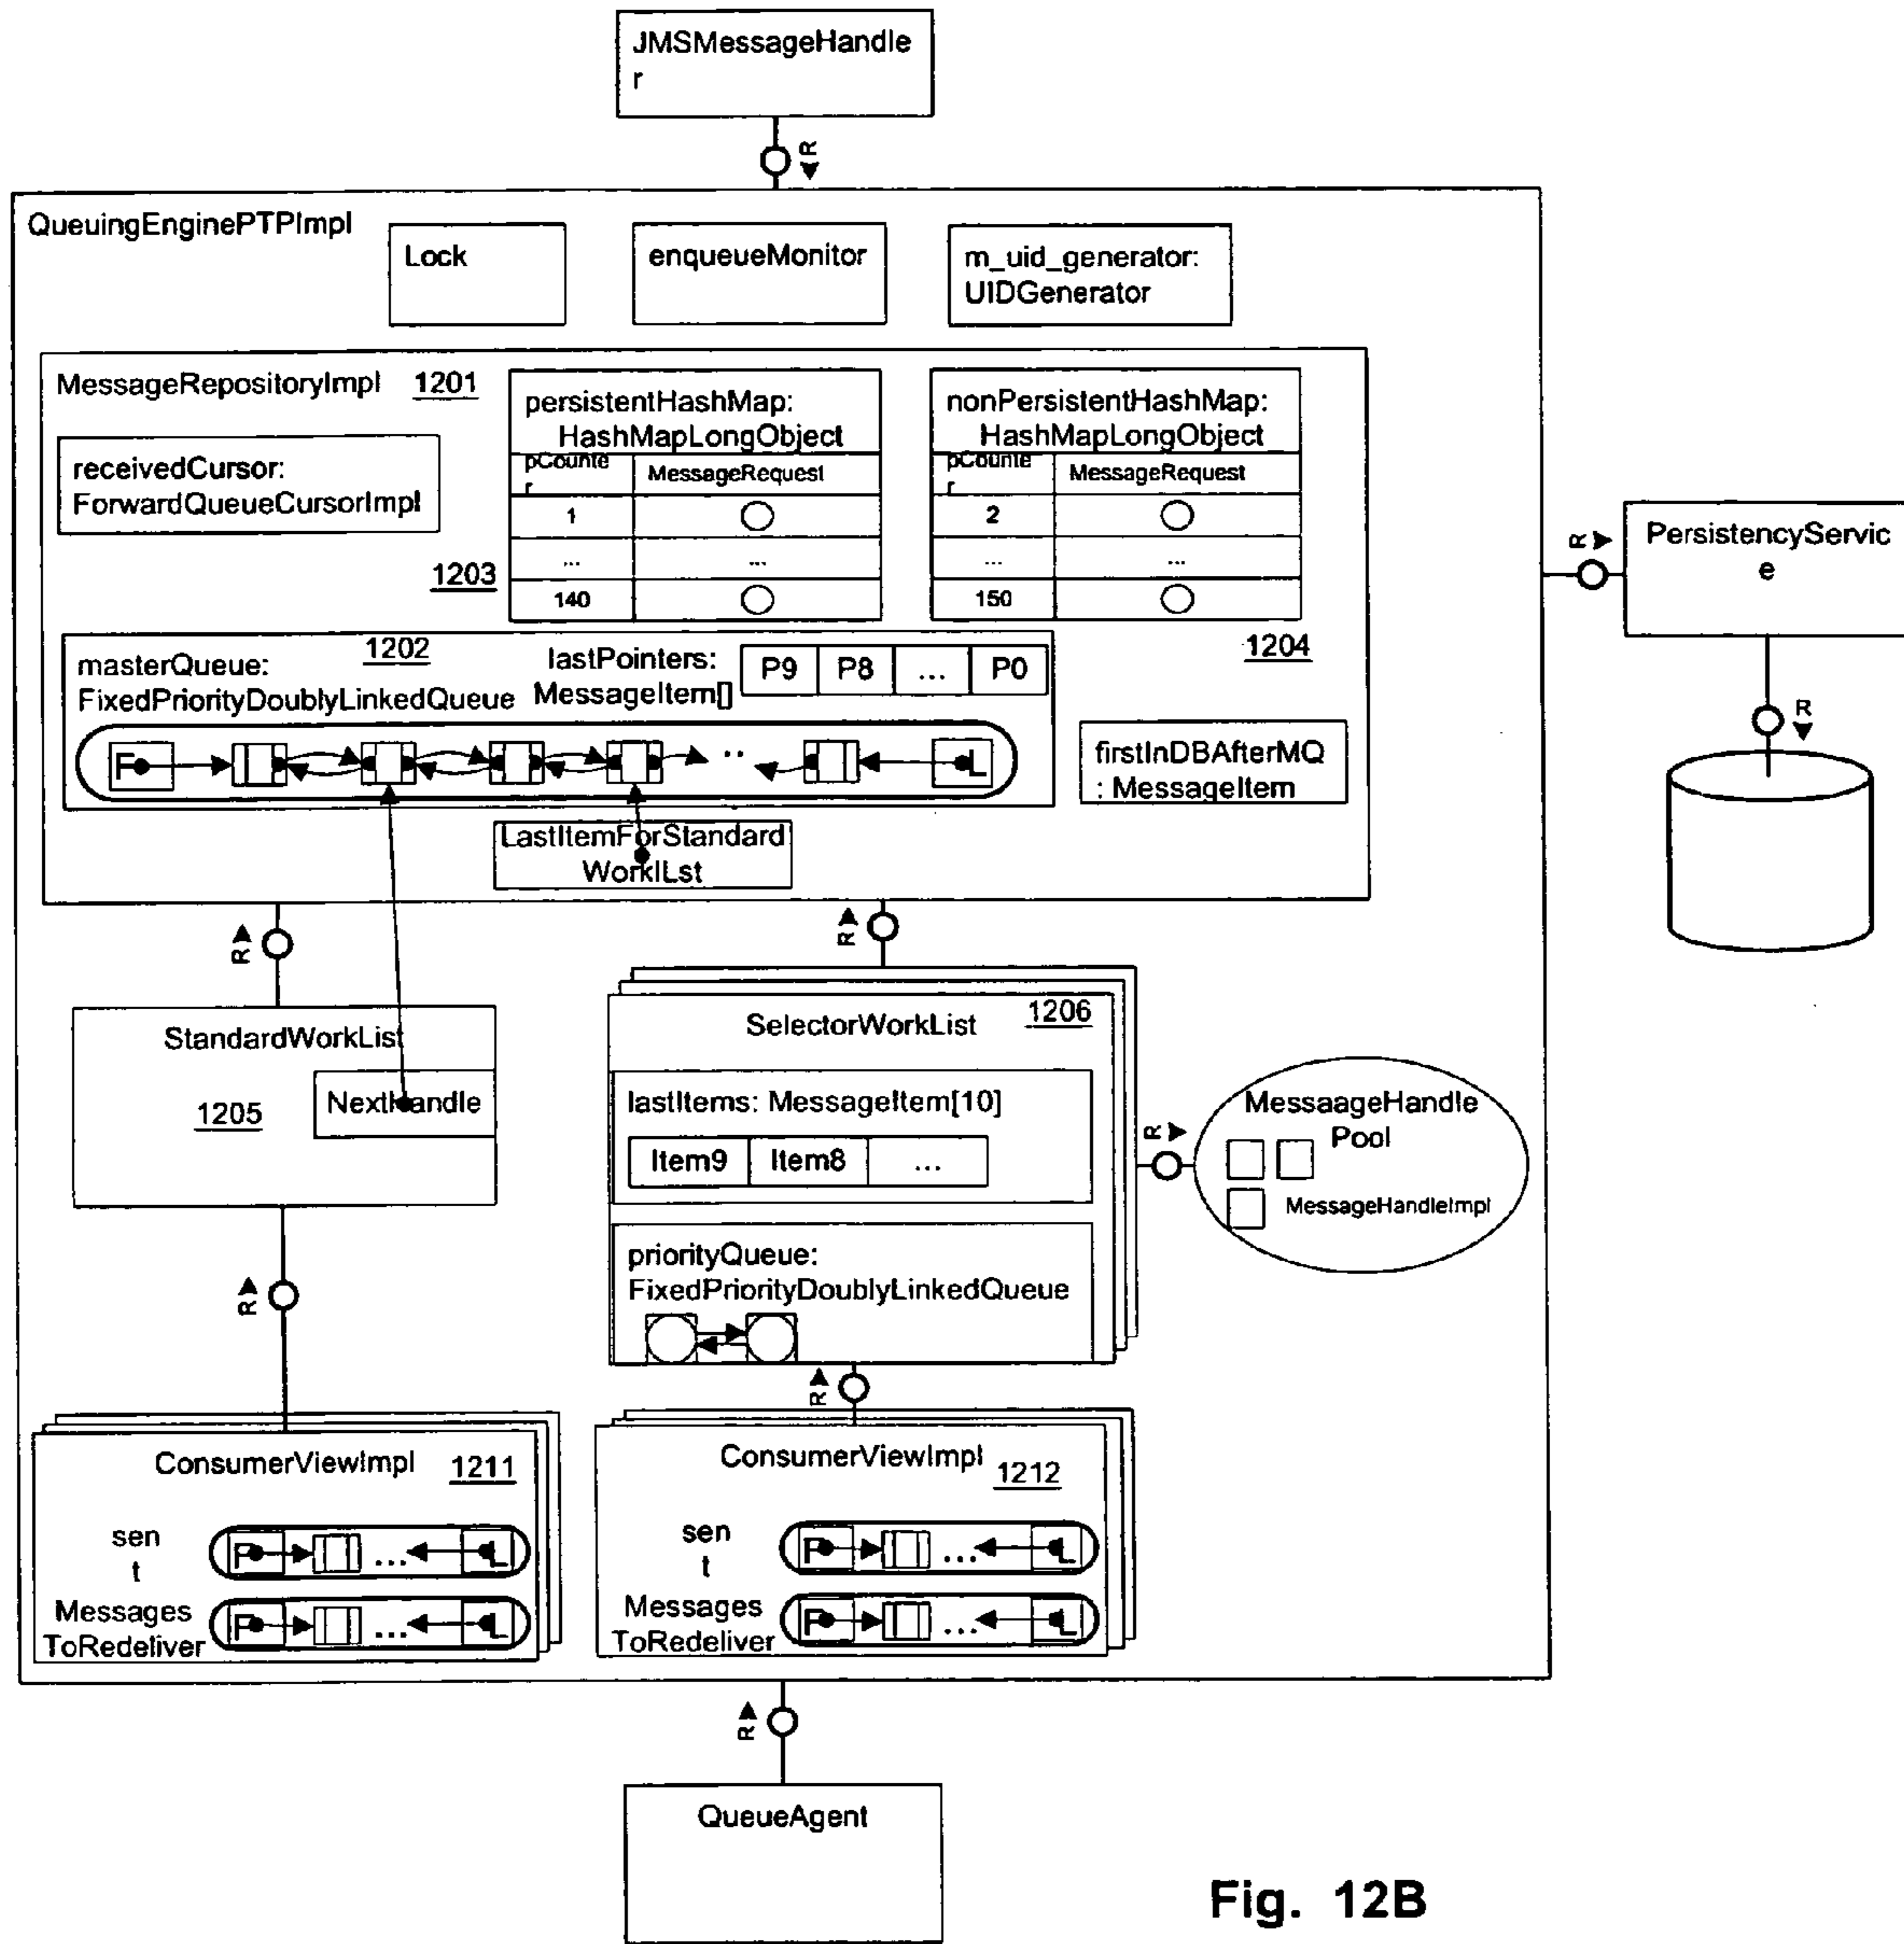 JMSMessageHandle
r
R
QueuingEnginePTPImpl
Lock
enqueueMonitor
m_uid_generator:
UIDGenerator
MessageRepositoryImpl 1201
receivedCursor:
ForwardQueueCursorImpl
1203
persistentHashMap:
HashMapLongObject
pCounte
r
MessageRequest
1
... ...
140
nonPersistentHashMap:
HashMapLongObject
pCounte
r
MessageRequest
2
... ...
150
1204
R
PersistencyServic
e
R
1202
masterQueue:
FixedPriorityDoublyLinkedQueue
lastPointers:
MessageItem[]
P9 P8 ... P0
F .. L
firstInDBAfterMQ
: MessageItem
LastItemForStandard
WorklLst
R
R
StandardWorkList
1205
NextHandle
SelectorWorkList
1206
lastItems: MessageItem[10]
Item9 Item8 ...
priorityQueue:
FixedPriorityDoublyLinkedQueue
R
MessaageHandle
Pool
MessageHandleImpl
R
R
ConsumerViewImpl 1211
sen
t
F ... L
Messages
ToRedeliver
F ... L
ConsumerViewImpl 1212
sen
t
F ... L
Messages
ToRedeliver
F ... L
R
QueueAgent
Fig. 12B